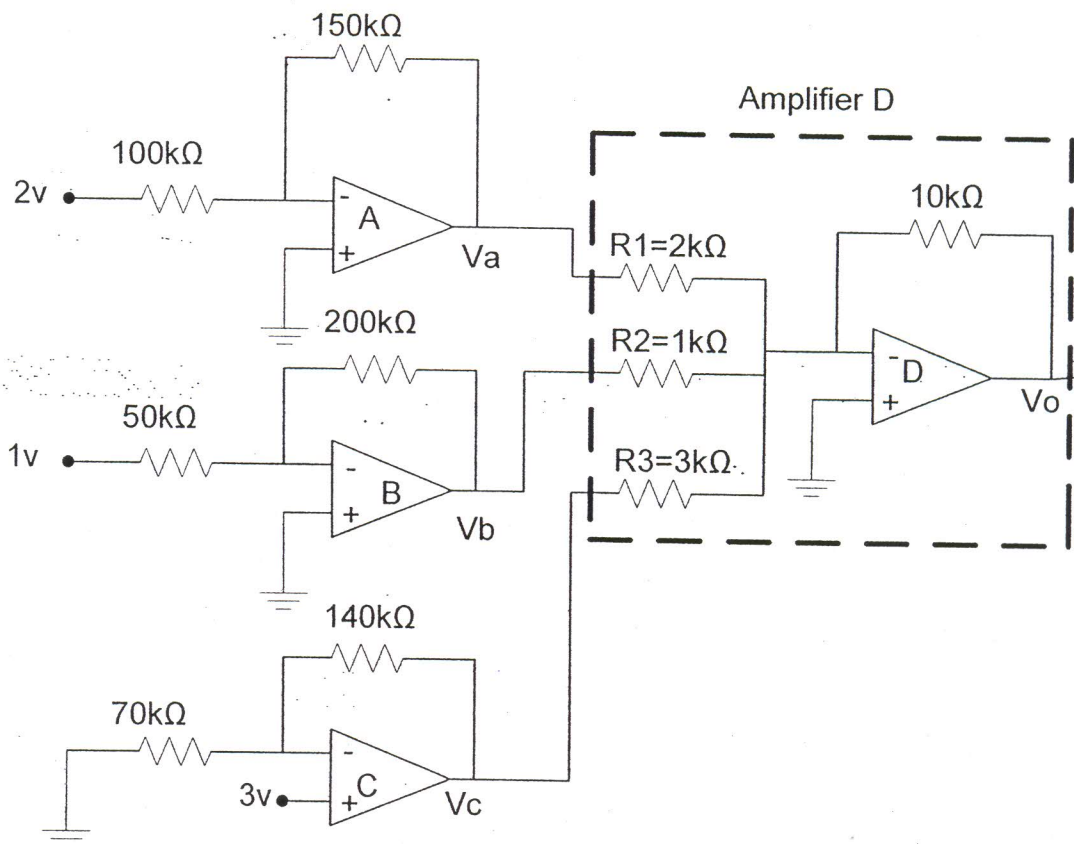 150kΩ
Amplifier D
100kΩ
10kΩ
2v
-
A
+
Va
R1=2kΩ
200kΩ
R2=1kΩ
-
D
+
Vo
50kΩ
1v
-
B
+
Vb
R3=3kΩ
140kΩ
70kΩ
-
C
3v
+
Vc